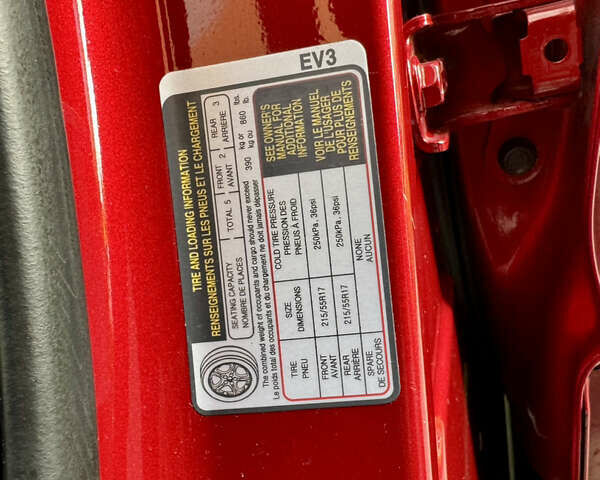 EV3
TIRE AND LOADING INFORMATION
RENSEIGNEMENTS SUR LES PNEUS ET LE CHARGEMENT
SEATING CAPACITY
NOMBRE DE PLACES
TOTAL 5
FRONT 2
AVANT
REAR 3
ARRIÈRE
The combined weight of occupants and cargo should never exceed 390 kg or 860 lbs.
Le poids total des occupants et du chargement ne doit jamais dépasser kg ou lb.
TIRE
PNEU
SIZE
DIMENSIONS
COLD TIRE PRESSURE
PRESSION DES
PNEUS À FROID
FRONT
AVANT
215/55R17
250kPa, 36psi
REAR
ARRIÈRE
215/55R17
250kPa, 36psi
SPARE
DE SECOURS
NONE
AUCUN
SEE OWNER'S
MANUAL FOR
ADDITIONAL
INFORMATION
VOIR LE MANUEL
DE L'USAGER
POUR PLUS DE
RENSEIGNEMENTS